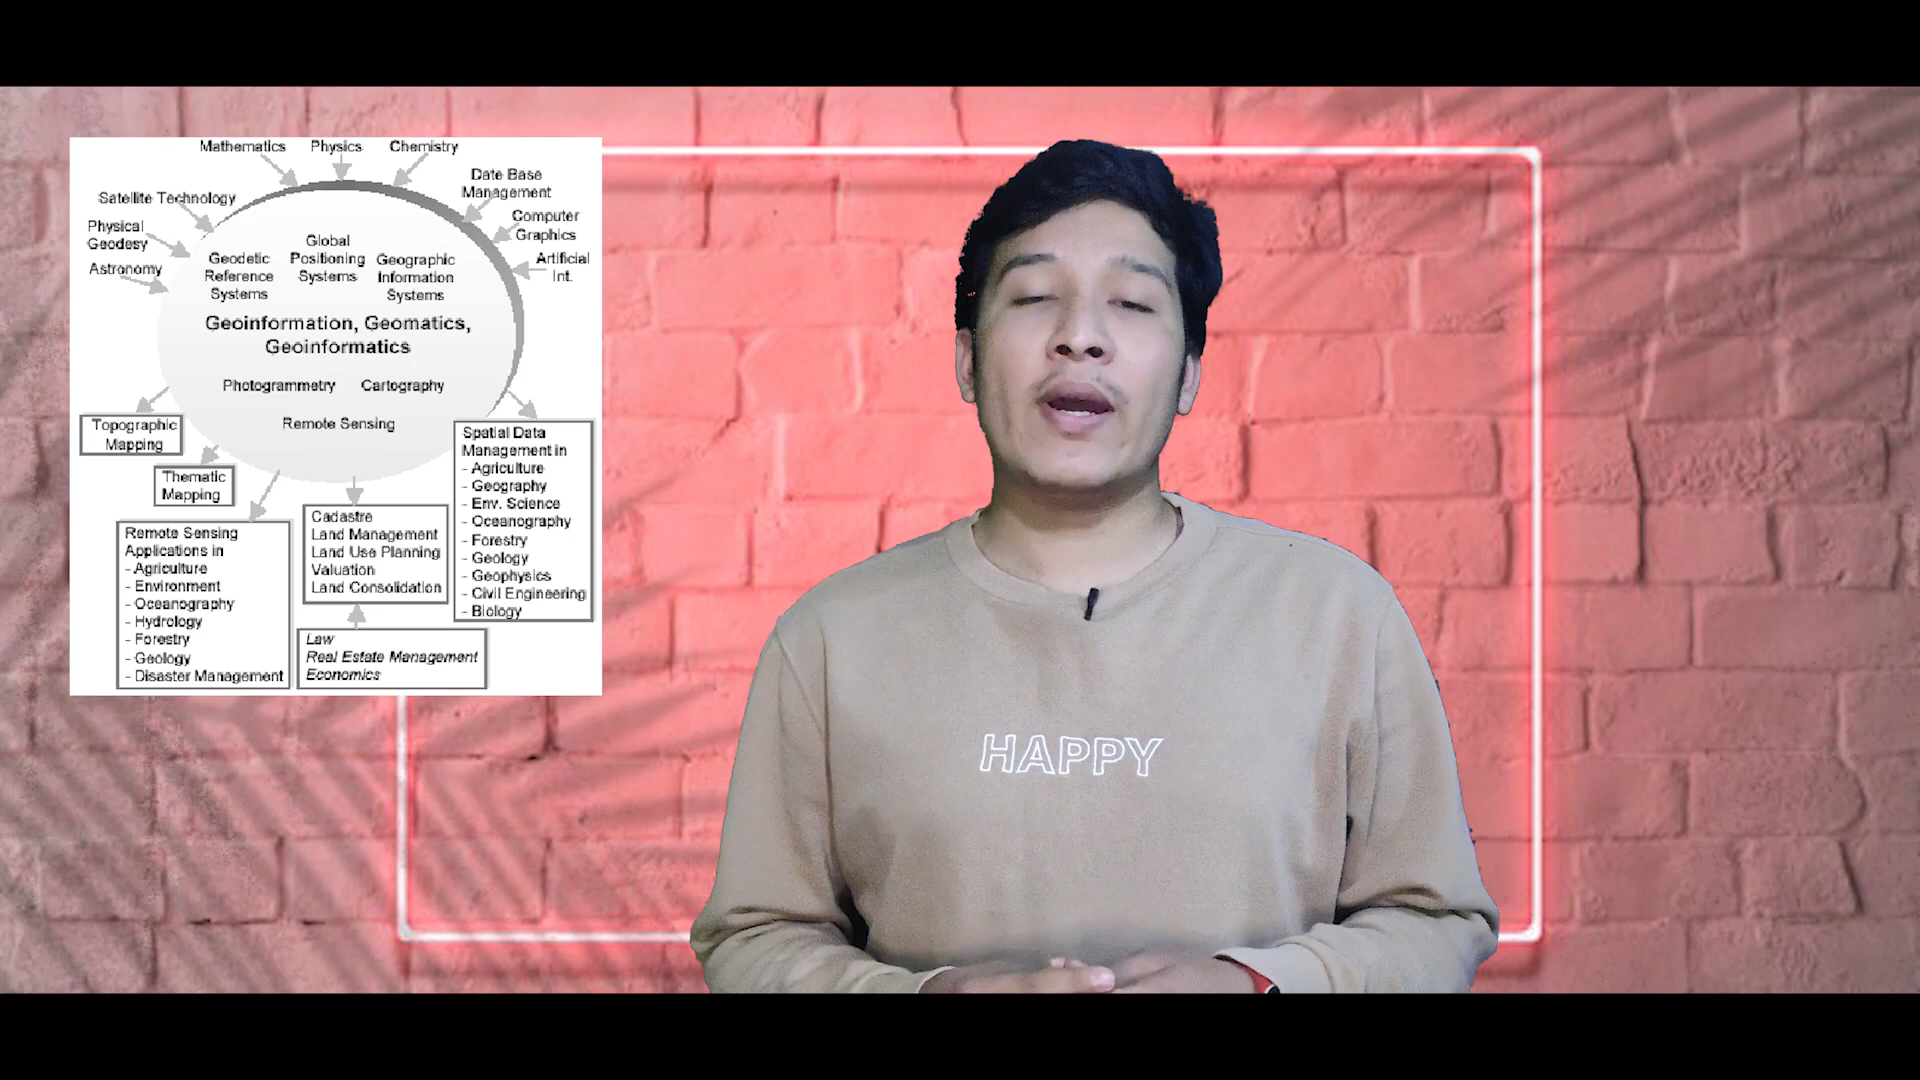 Mathematics
Physics
Chemistry
Date Base
Management
Satellite Technology
Computer
Graphics
Physical
Geodesy
Artificial
Int.
Astronomy
Geodetic
Reference
Systems
Global
Positioning
Systems
Geographic
Information
Systems
Geoinformation, Geomatics,
Geoinformatics
Photogrammetry
Cartography
Remote Sensing
Topographic
Mapping
Thematic
Mapping
Remote Sensing
Applications in
- Agriculture
- Environment
- Oceanography
- Hydrology
- Forestry
- Geology
- Disaster Management
Cadastre
Land Management
Land Use Planning
Valuation
Land Consolidation
Law
Real Estate Management
Economics
Spatial Data
Management in
- Agriculture
- Geography
- Env. Science
- Oceanography
- Forestry
- Geology
- Geophysics
- Civil Engineering
- Biology
HAPPY